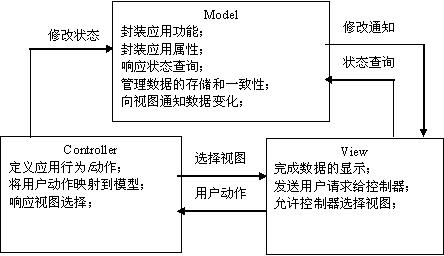 Model
封装应用功能;
封装应用属性;
响应状态查询;
管理数据的存储和一致性;
向视图通知数据变化;
修改状态
修改通知
状态查询
Controller
定义应用行为/动作;
将用户动作映射到模型;
响应视图选择;
选择视图
用户动作
View
完成数据的显示;
发送用户请求给控制器;
允许控制器选择视图;